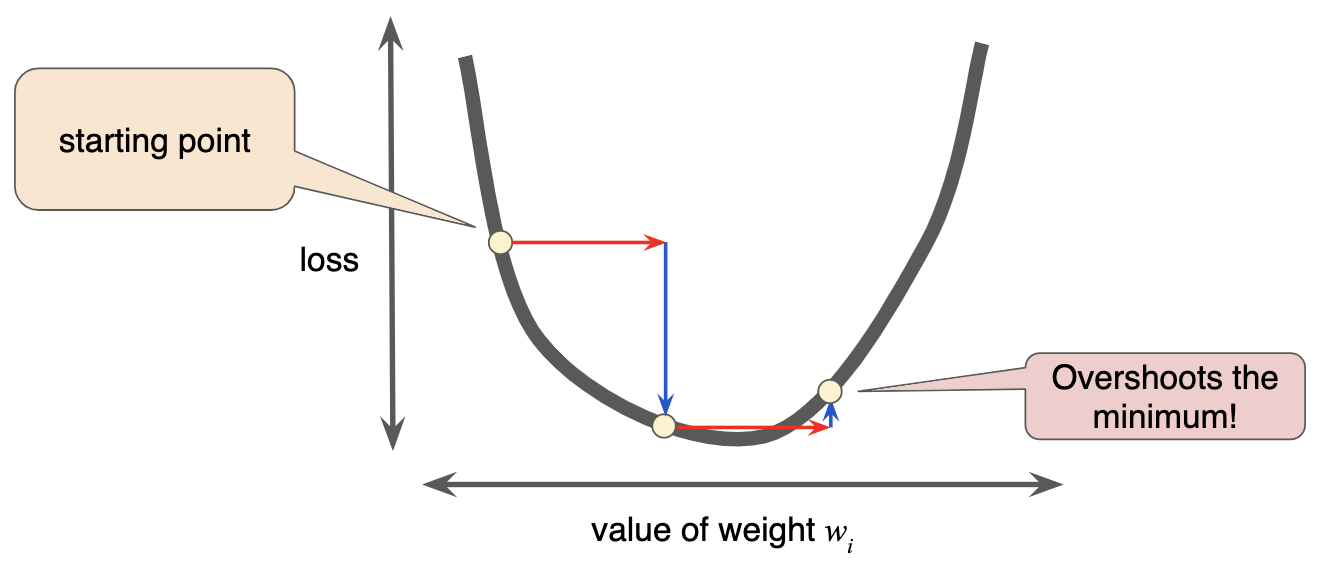 starting point
loss
Overshoots the
minimum!
value of weight wᵢ